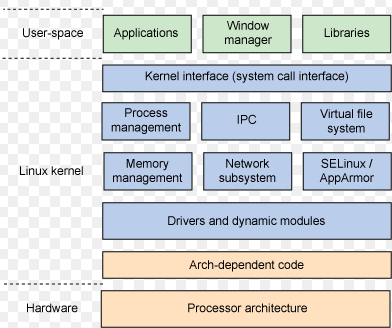 User-space
Applications
Window
manager
Libraries
Linux kernel
Kernel interface (system call interface)
Process
management
IPC
Virtual file
system
Memory
management
Network
subsystem
SELinux /
AppArmor
Drivers and dynamic modules
Arch-dependent code
Hardware
Processor architecture